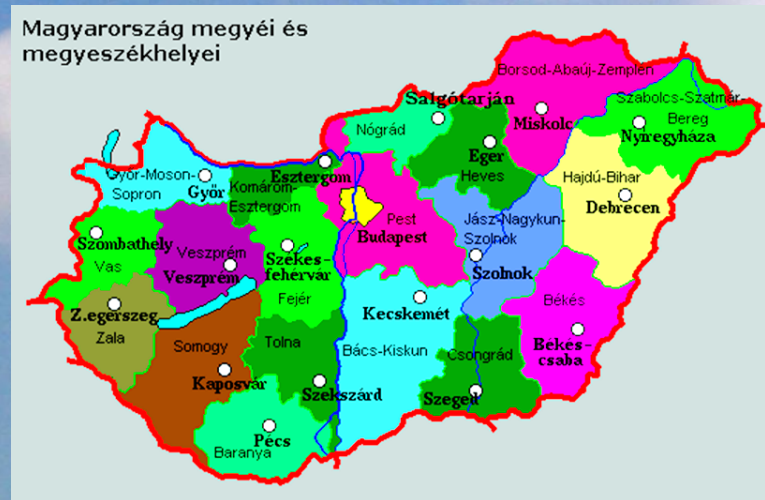 Magyarország megyéi és
megyeszékhelyei
Borsod-Abaúj-Zemplén
Salgótarján
Miskolc
Szabolcs-Szatmár-
Bereg
Nyíregyháza
Nógrád
Eger
Heves
Győr-Moson-
Sopron
Győr
Komárom-
Esztergom
Esztergom
Hajdú-Bihar
Debrecen
Pest
Budapest
Jász-Nagykun-
Szolnok
Szolnok
Szombathely
Vas
Veszprém
Veszprém
Székes-
fehérvár
Fejér
Z.egerszeg
Zala
Kecskemét
Bács-Kiskun
Békés
Békés-
csaba
Somogy
Kaposvár
Tolna
Szekszárd
Csongrád
Szeged
Pécs
Baranya